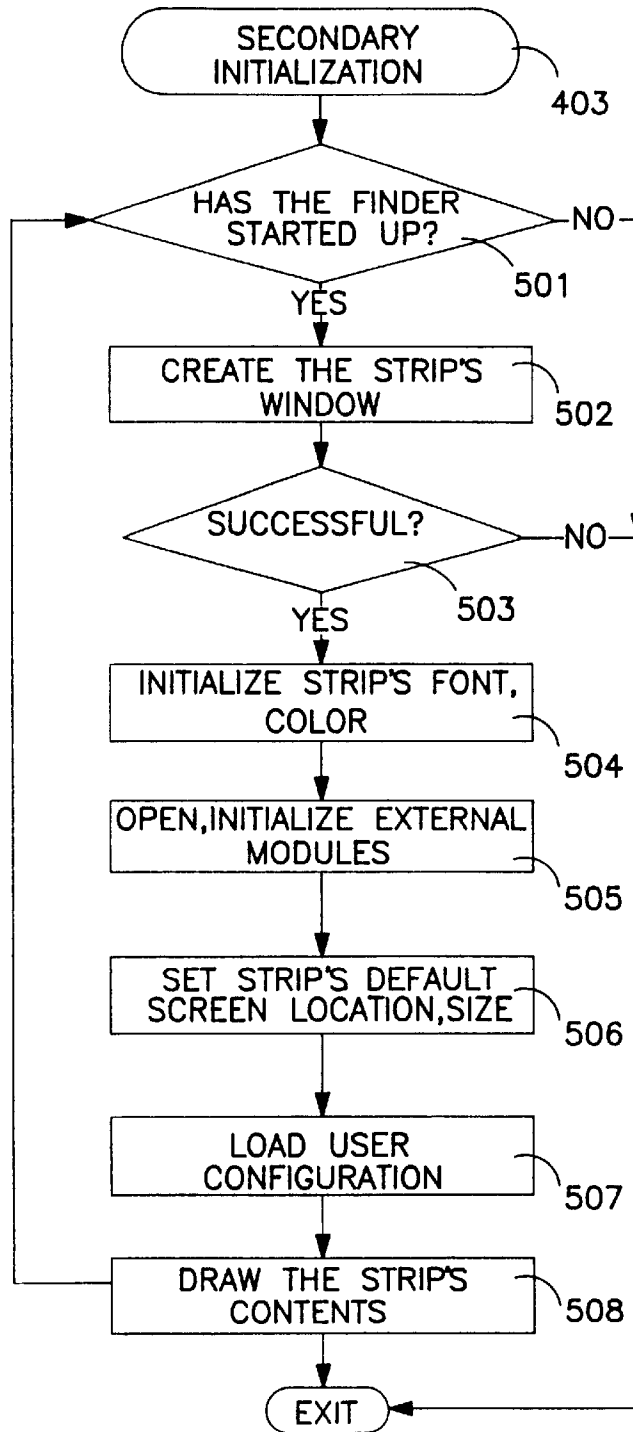 SECONDARY
INITIALIZATION
403
HAS THE FINDER
STARTED UP?
NO
501
YES
CREATE THE STRIP'S
WINDOW
502
SUCCESSFUL?
NO
503
YES
INITIALIZE STRIP'S FONT,
COLOR
504
OPEN,INITIALIZE EXTERNAL
MODULES
505
SET STRIP'S DEFAULT
SCREEN LOCATION,SIZE
506
LOAD USER
CONFIGURATION
507
DRAW THE STRIP'S
CONTENTS
508
EXIT